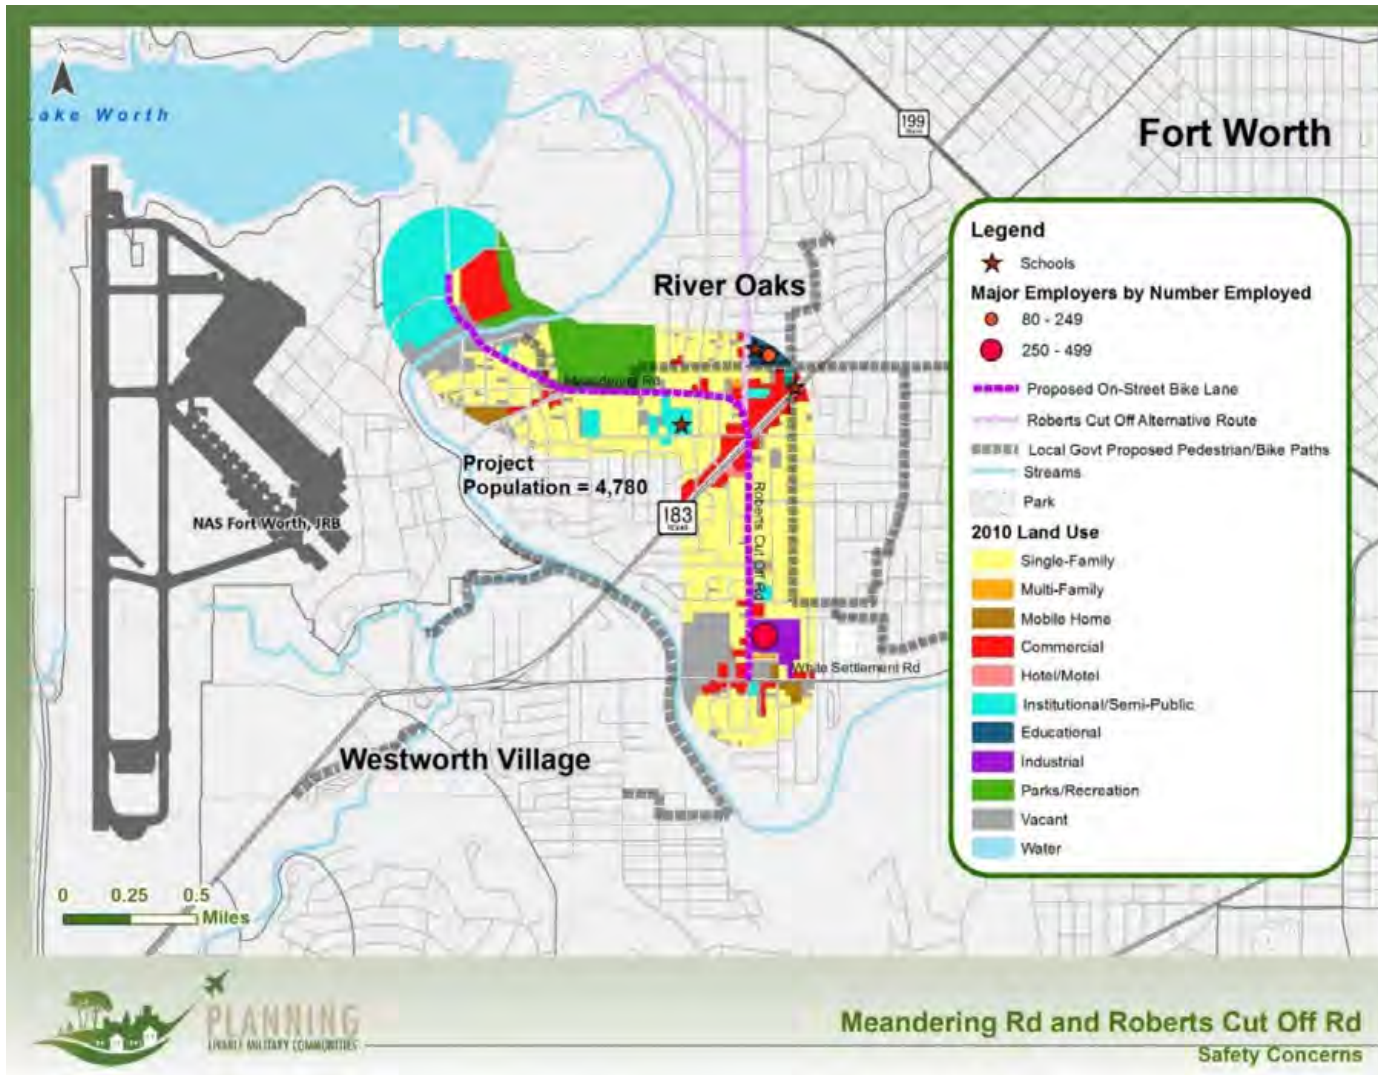 Lake Worth
199
Fort Worth
River Oaks
Meandering Rd
Project
Population = 4,780
183
TEXAS
Roberts Cut Off Rd
NAS Fort Worth, JRB
White Settlement Rd
Westworth Village
0 0.25 0.5
Miles
Legend
Schools
Major Employers by Number Employed
80 - 249
250 - 499
Proposed On-Street Bike Lane
Roberts Cut Off Alternative Route
Local Govt Proposed Pedestrian/Bike Paths
Streams
Park
2010 Land Use
Single-Family
Multi-Family
Mobile Home
Commercial
Hotel/Motel
Institutional/Semi-Public
Educational
Industrial
Parks/Recreation
Vacant
Water
PLANNING
LIVABLE MILITARY COMMUNITIES
Meandering Rd and Roberts Cut Off Rd
Safety Concerns